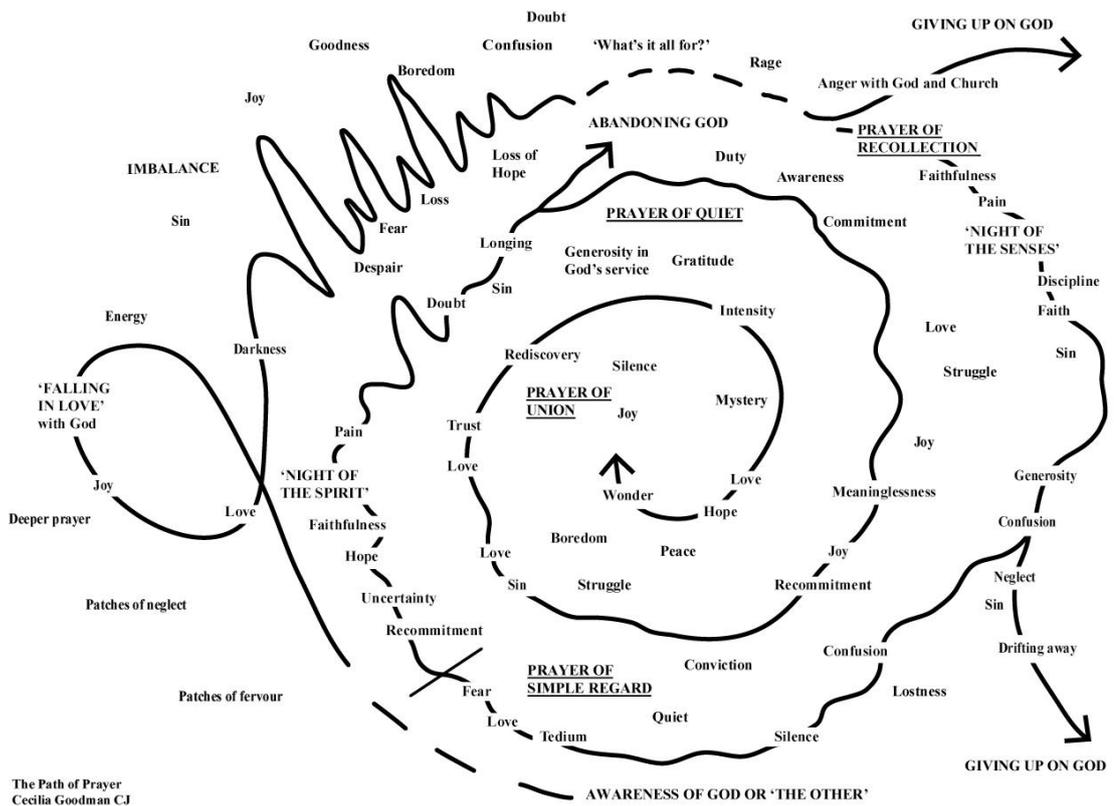 Doubt
GIVING UP ON GOD
Goodness
Confusion
‘What’s it all for?’
Rage
Boredom
Anger with God and Church
Joy
ABANDONING GOD
PRAYER OF
RECOLLECTION
Loss of
Hope
Duty
IMBALANCE
Awareness
Faithfulness
Loss
Pain
Sin
PRAYER OF QUIET
Commitment
Fear
‘NIGHT OF
THE SENSES’
Longing
Generosity in
God’s service
Gratitude
Despair
Sin
Discipline
Doubt
Faith
Energy
Intensity
Love
Darkness
Rediscovery
Silence
Sin
Struggle
‘FALLING
IN LOVE’
with God
PRAYER OF
UNION
Mystery
Joy
Trust
Pain
Joy
Love
‘NIGHT OF
THE SPIRIT’
Generosity
Joy
Love
Wonder
Meaninglessness
Love
Hope
Deeper prayer
Faithfulness
Confusion
Boredom
Peace
Hope
Love
Joy
Neglect
Sin
Struggle
Recommitment
Patches of neglect
Uncertainty
Sin
Recommitment
Drifting away
Confusion
Conviction
PRAYER OF
SIMPLE REGARD
Patches of fervour
Fear
Lostness
Love
Quiet
Tedium
Silence
GIVING UP ON GOD
The Path of Prayer
Cecilia Goodman CJ
AWARENESS OF GOD OR ‘THE OTHER’